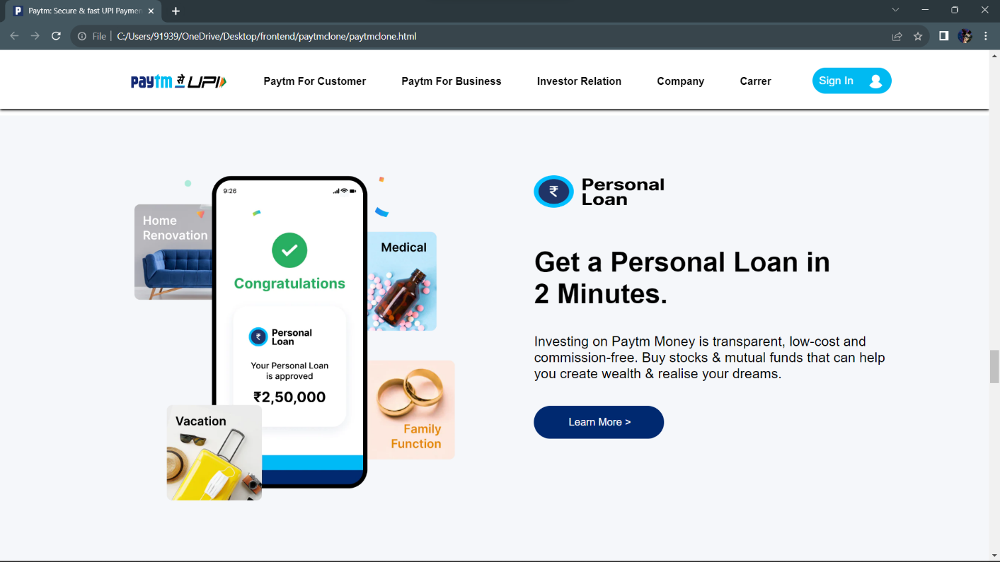 Paytm: Secure & fast UPI Paymen
File | C:/Users/91939/OneDrive/Desktop/frontend/paytmclone/paytmclone.html
paytm से UPI
Paytm For Customer
Paytm For Business
Investor Relation
Company
Carrer
Sign In
9:26
Home
Renovation
Medical
Congratulations
₹ Personal
Loan
Your Personal Loan
is approved
₹2,50,000
Vacation
Family
Function
₹ Personal
Loan
Get a Personal Loan in
2 Minutes.
Investing on Paytm Money is transparent, low-cost and
commission-free. Buy stocks & mutual funds that can help
you create wealth & realise your dreams.
Learn More >